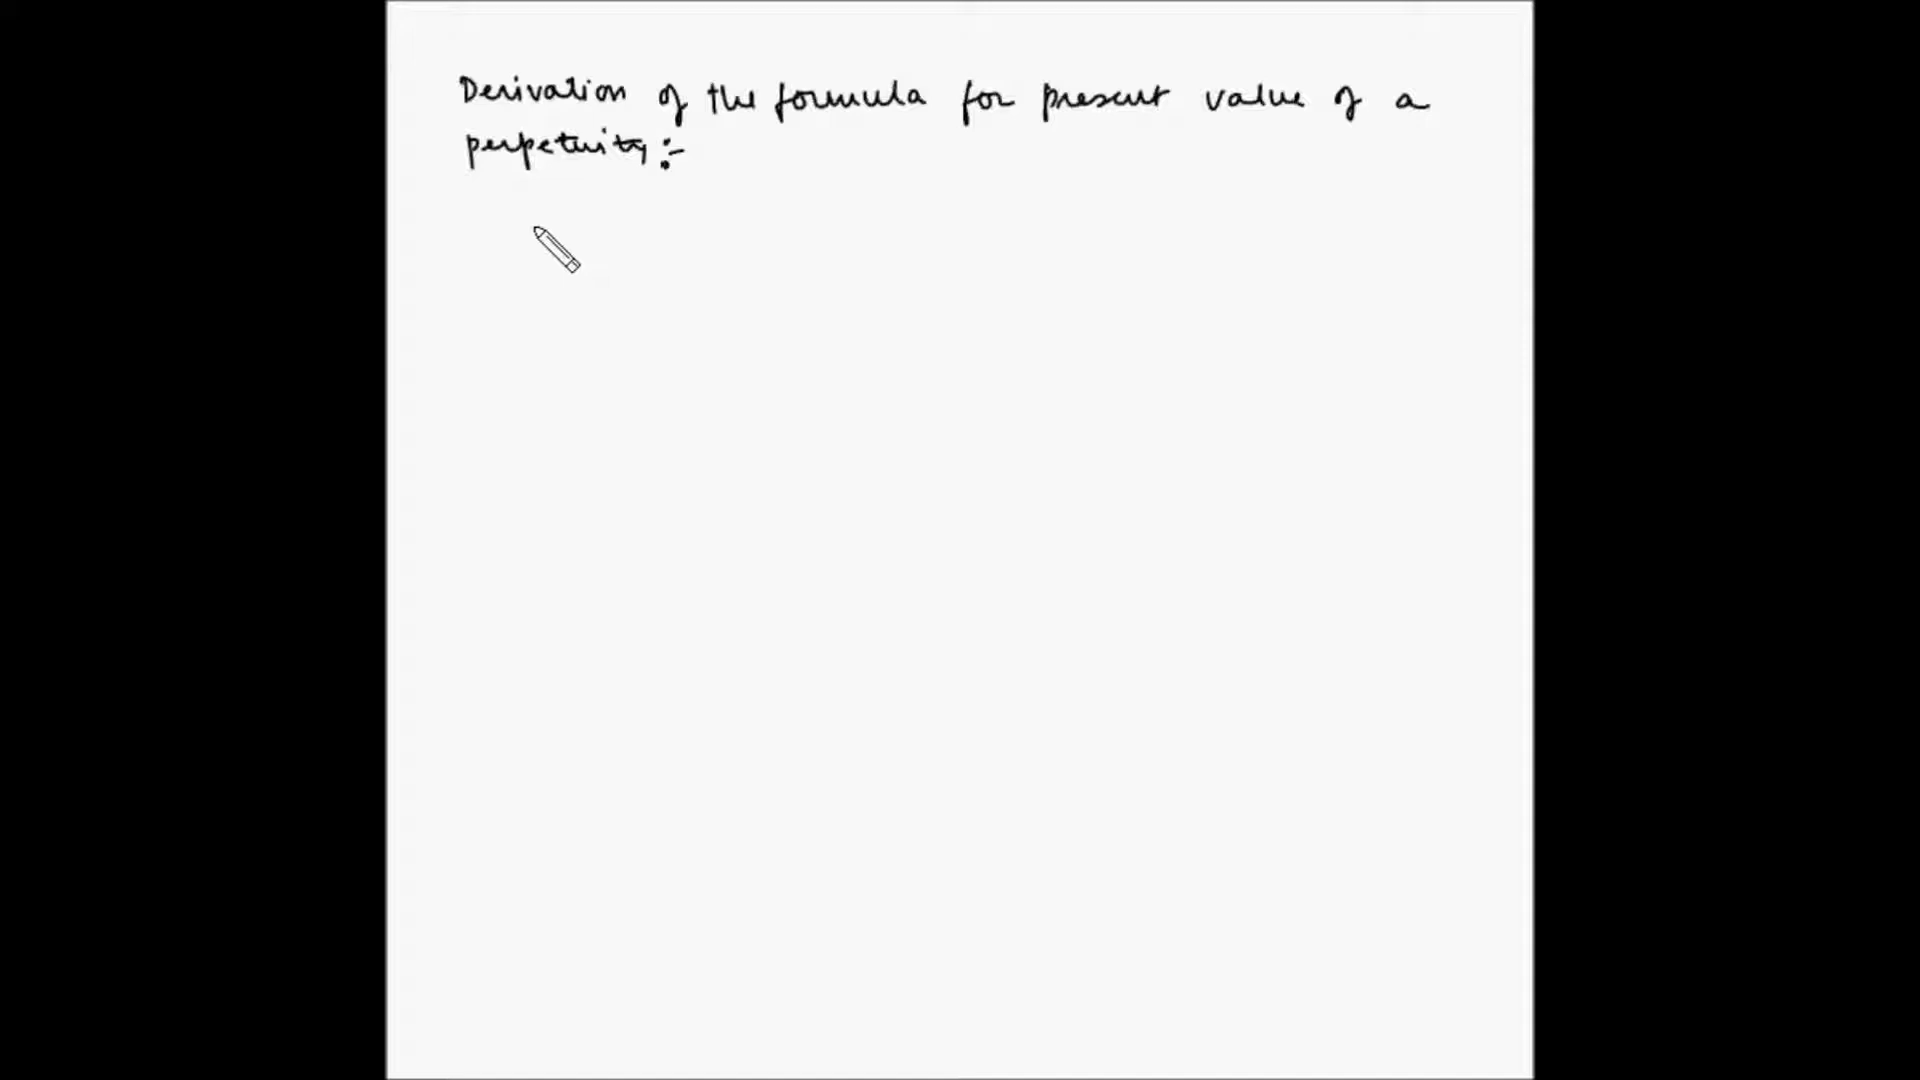 Derivation of the formula for present value of a
perpetuity :-